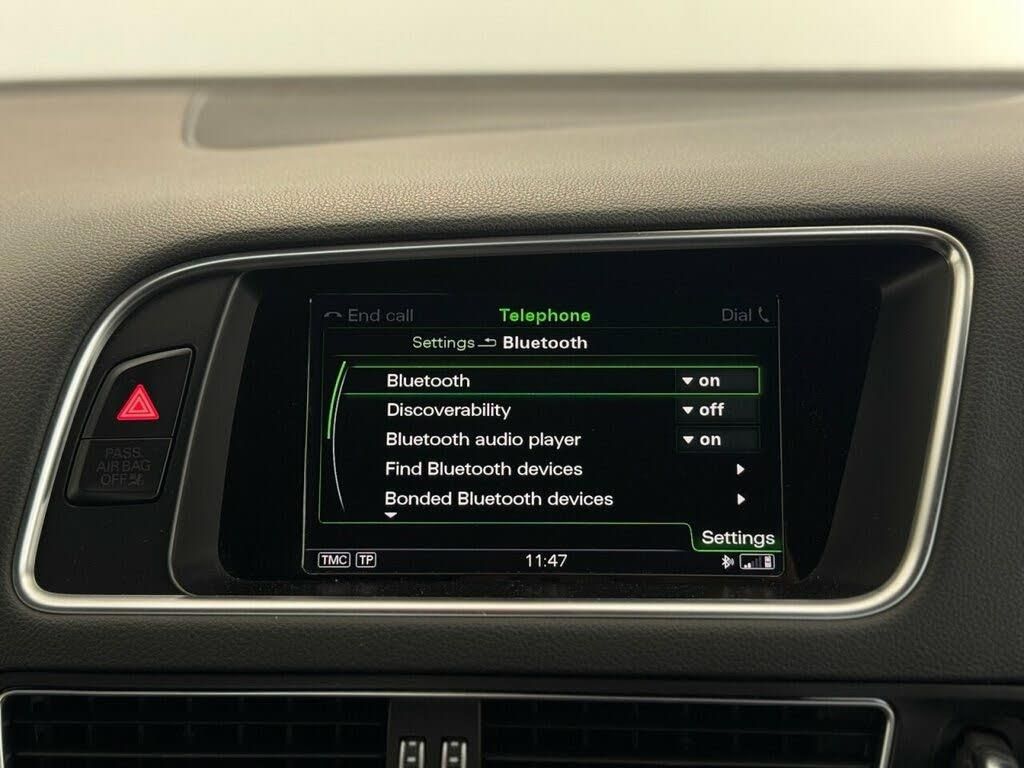 End call Telephone Dial
Settings Bluetooth
Bluetooth on
Discoverability off
Bluetooth audio player on
Find Bluetooth devices
Bonded Bluetooth devices
Settings
TMC TP 11:47
PASS.
AIR BAG
OFF